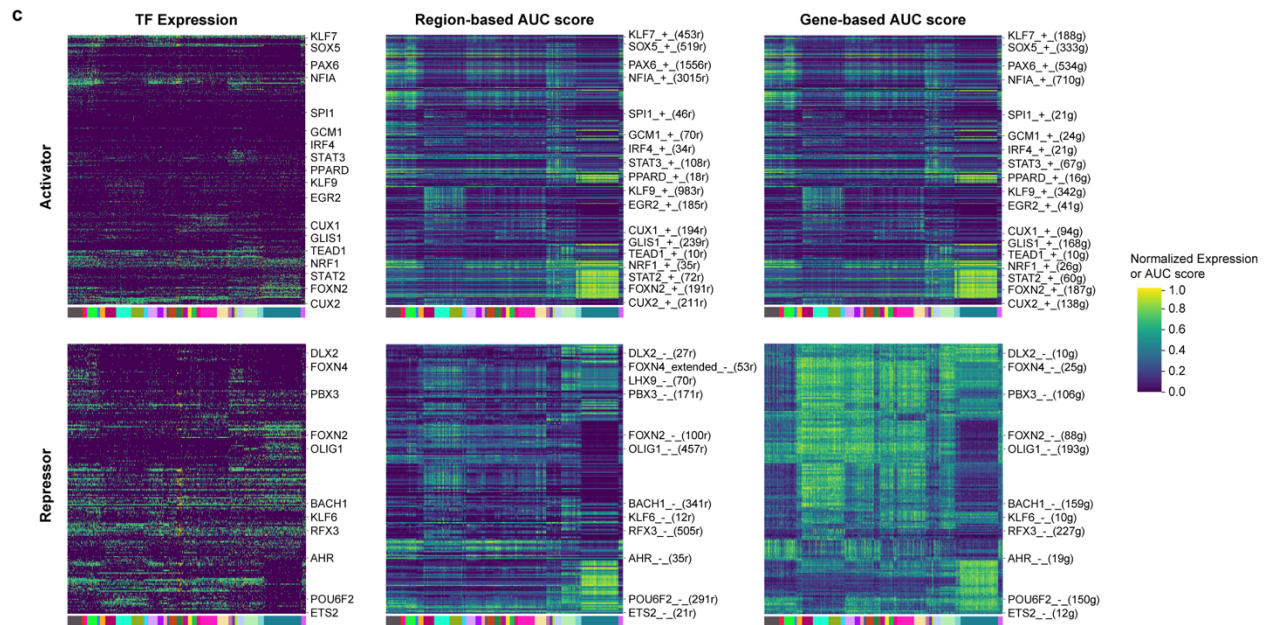 c
TF Expression
Region-based AUC score
Gene-based AUC score
Activator
KLF7
SOX5
PAX6
NFIA
SPI1
GCM1
IRF4
STAT3
PPARD
KLF9
EGR2
CUX1
GLIS1
TEAD1
NRF1
STAT2
FOXN2
CUX2
KLF7_+_(453r)
SOX5_+_(519r)
PAX6_+_(1556r)
NFIA_+_(3015r)
SPI1_+_(46r)
GCM1_+_(70r)
IRF4_+_(34r)
STAT3_+_(108r)
PPARD_+_(18r)
KLF9_+_(983r)
EGR2_+_(185r)
CUX1_+_(194r)
GLIS1_+_(239r)
TEAD1_+_(10r)
NRF1_+_(35r)
STAT2_+_(72r)
FOXN2_+_(191r)
CUX2_+_(211r)
KLF7_+_(188g)
SOX5_+_(333g)
PAX6_+_(534g)
NFIA_+_(710g)
SPI1_+_(21g)
GCM1_+_(24g)
IRF4_+_(21g)
STAT3_+_(67g)
PPARD_+_(16g)
KLF9_+_(342g)
EGR2_+_(41g)
CUX1_+_(94g)
GLIS1_+_(168g)
TEAD1_+_(10g)
NRF1_+_(26g)
STAT2_+_(60g)
FOXN2_+_(187g)
CUX2_+_(138g)
Normalized Expression
or AUC score
1.0
0.8
0.6
0.4
0.2
0.0
Repressor
DLX2
FOXN4
PBX3
FOXN2
OLIG1
BACH1
KLF6
RFX3
AHR
POU6F2
ETS2
DLX2_-_(27r)
FOXN4_extended_-_(53r)
LHX9_-_(70r)
PBX3_-_(171r)
FOXN2_-_(100r)
OLIG1_-_(457r)
BACH1_-_(341r)
KLF6_-_(12r)
RFX3_-_(505r)
AHR_-_(35r)
POU6F2_-_(291r)
ETS2_-_(21r)
DLX2_-_(10g)
FOXN4_-_(25g)
PBX3_-_(106g)
FOXN2_-_(88g)
OLIG1_-_(193g)
BACH1_-_(159g)
KLF6_-_(10g)
RFX3_-_(227g)
AHR_-_(19g)
POU6F2_-_(150g)
ETS2_-_(12g)